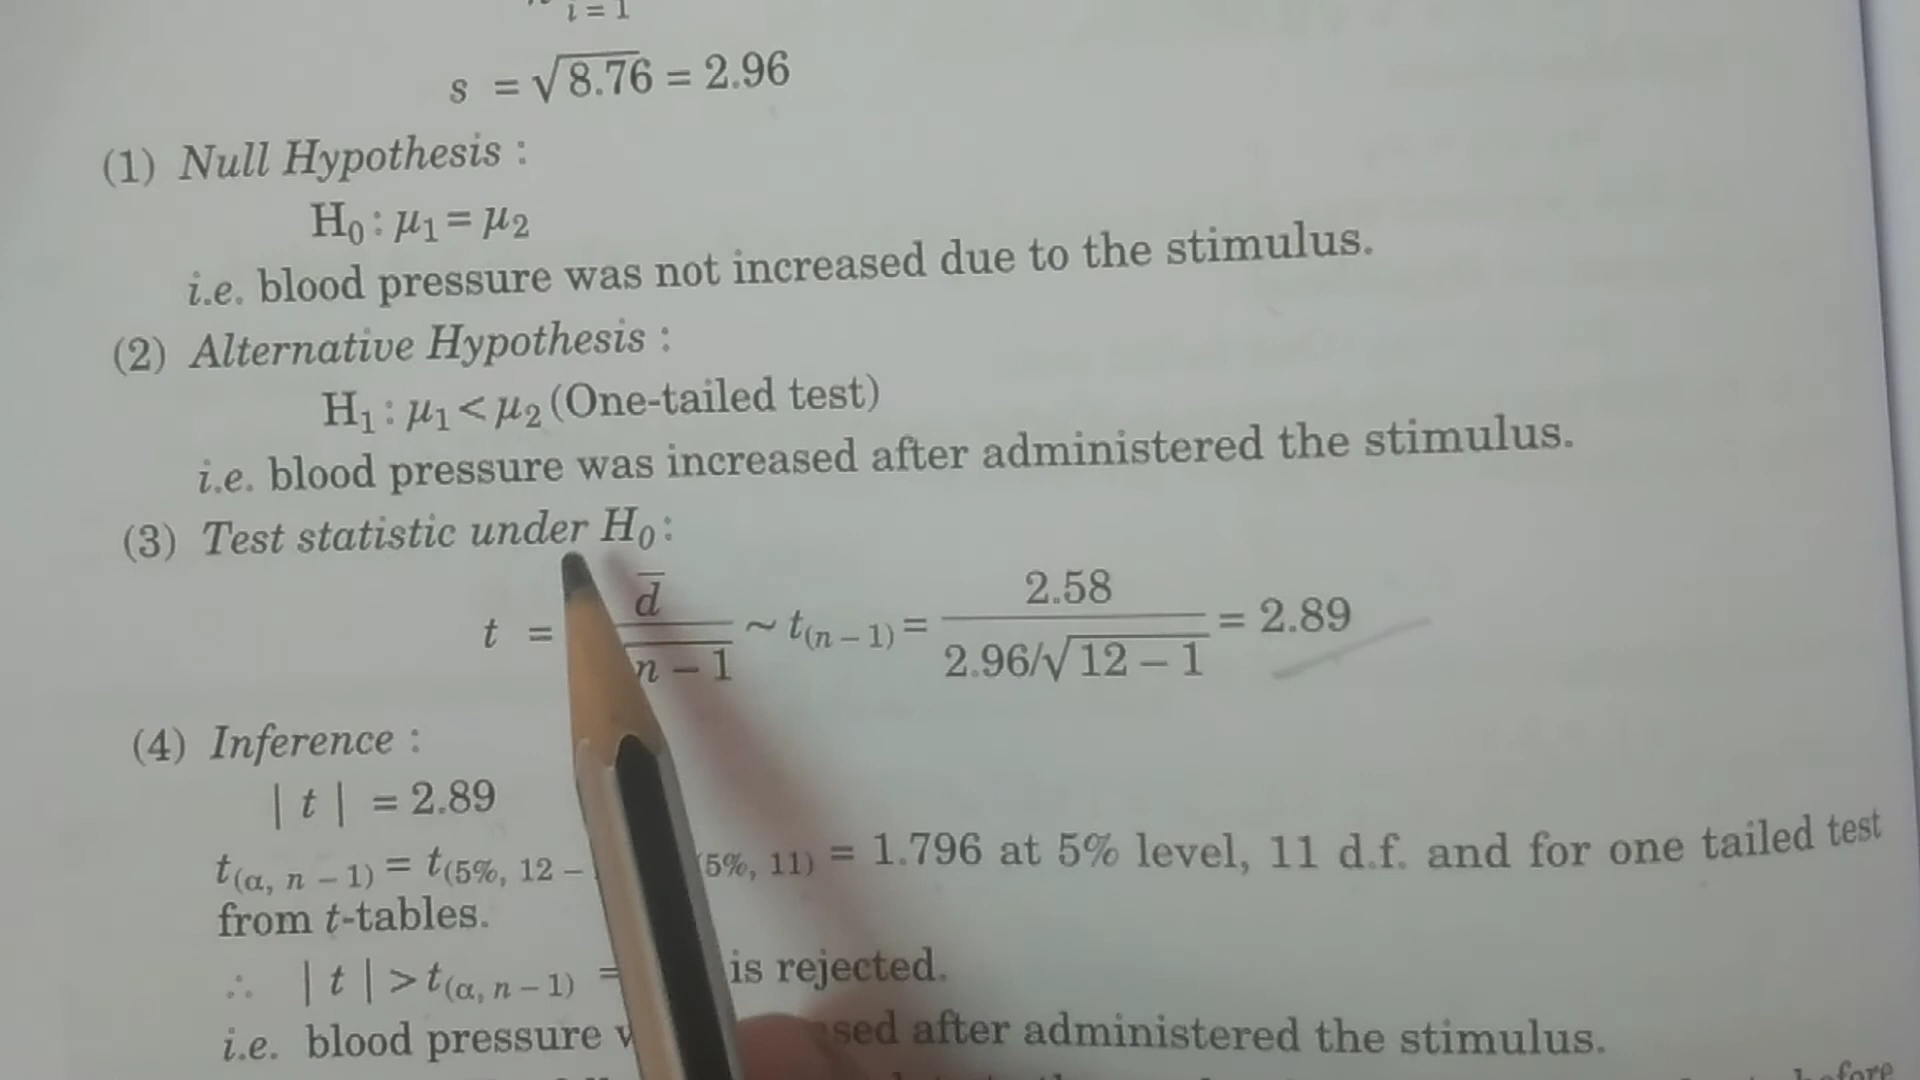 i = 1
s = √8.76 = 2.96
(1) Null Hypothesis :
H₀ : μ₁ = μ₂
i.e. blood pressure was not increased due to the stimulus.
(2) Alternative Hypothesis :
H₁ : μ₁ < μ₂ (One-tailed test)
i.e. blood pressure was increased after administered the stimulus.
(3) Test statistic under H₀ :
t = d̄ / n − 1 ~ t₍ₙ ₋ ₁₎ = 2.58 / 2.96/√12 − 1 = 2.89
(4) Inference :
| t | = 2.89
t(α, n − 1) = t(5%, 12 − (5%, 11) = 1.796 at 5% level, 11 d.f. and for one tailed test
from t-tables.
∴ | t | > t(α, n − 1) = is rejected.
i.e. blood pressure after administered the stimulus.
before